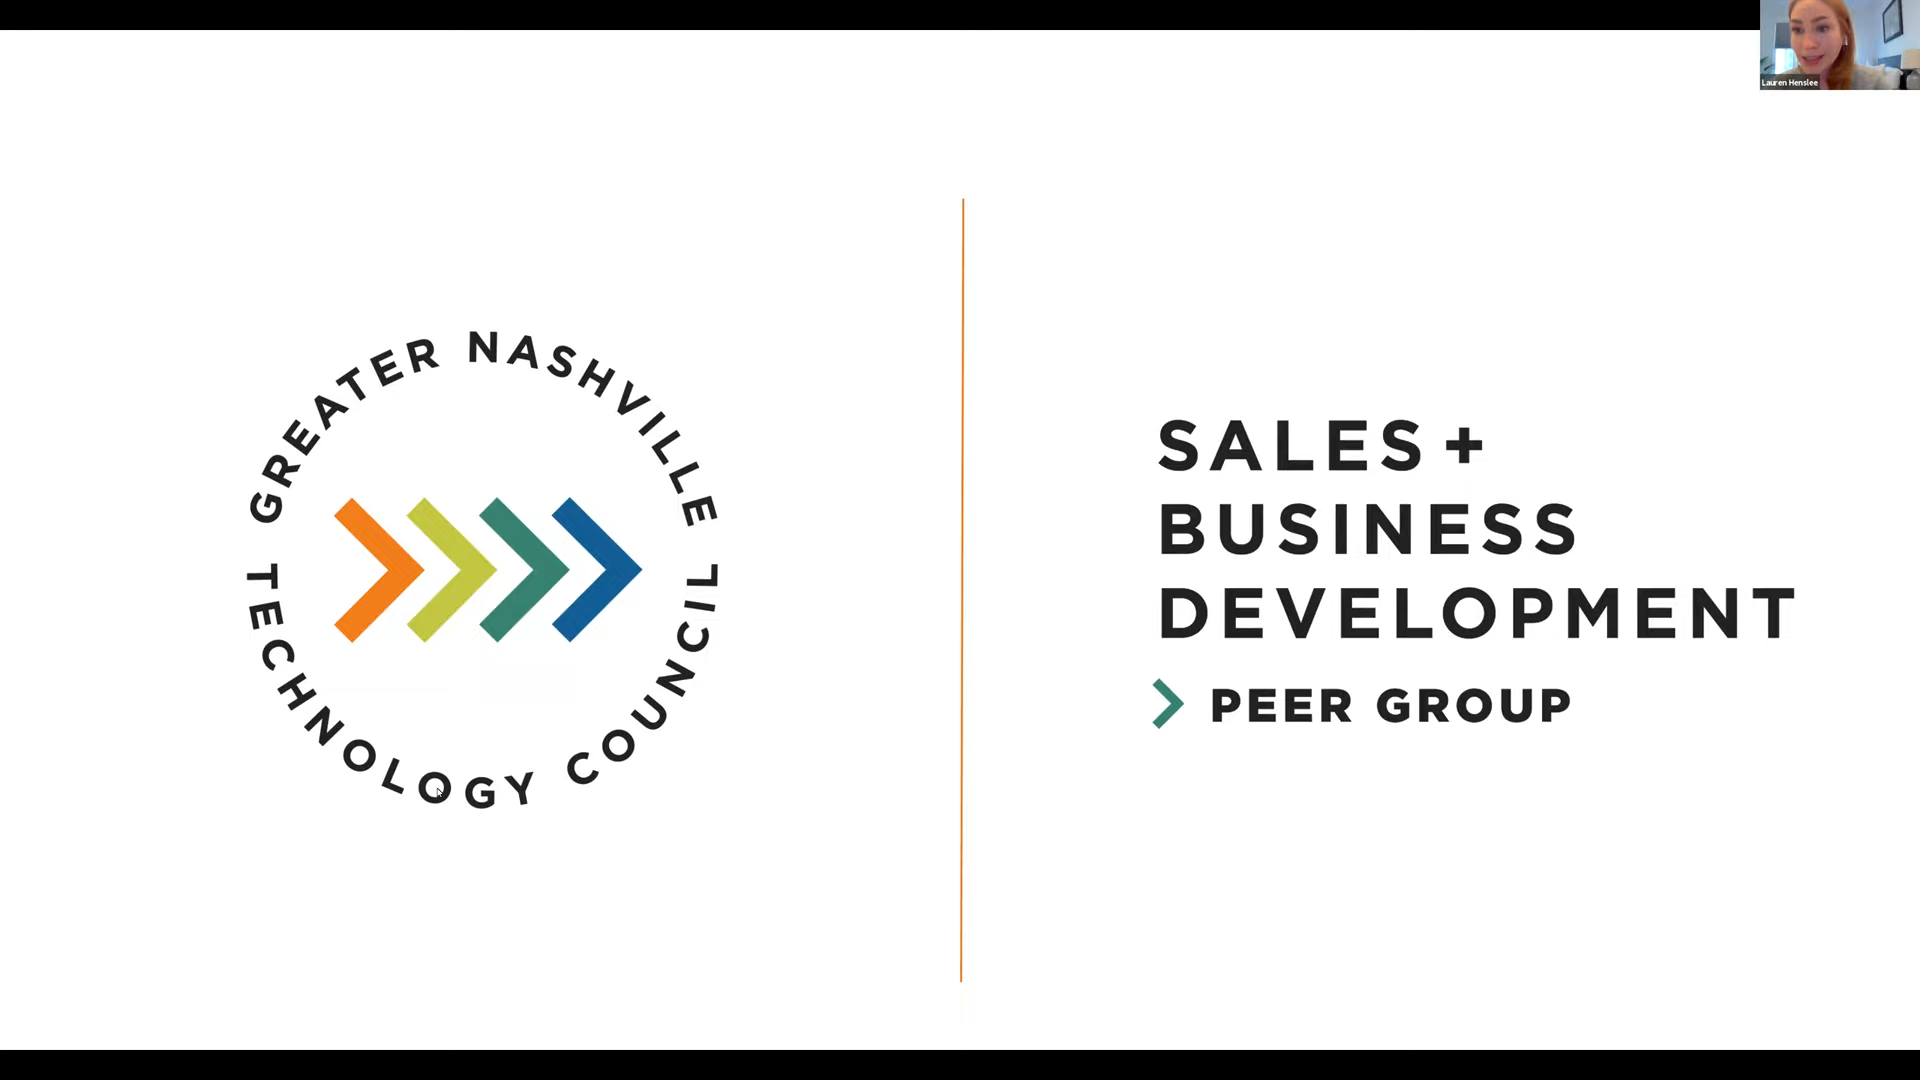 Lauren Henslee
GREATER NASHVILLE
TECHNOLOGY COUNCIL
SALES +
BUSINESS
DEVELOPMENT
PEER GROUP